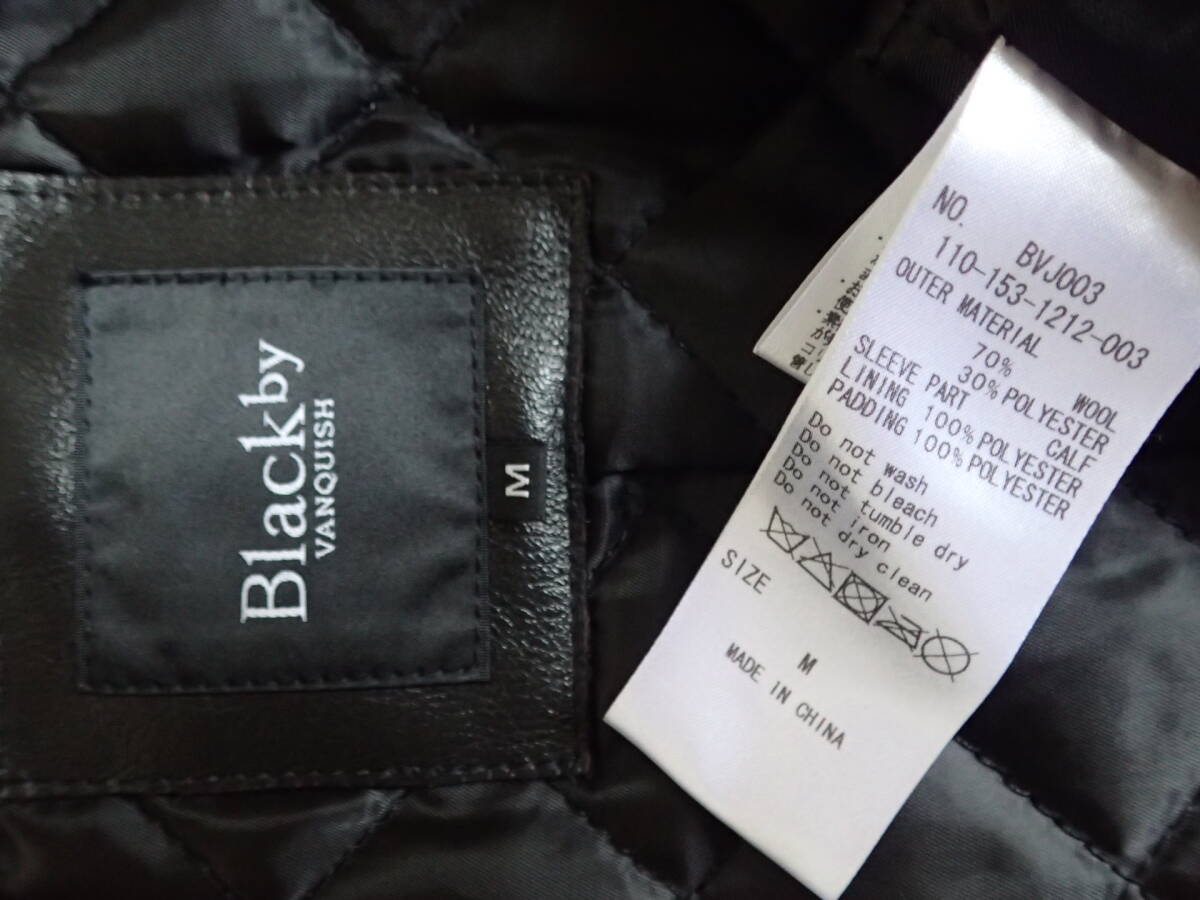 Black by
VANQUISH
M
NO.
BVJ003
110-153-1212-003
OUTER MATERIAL
70% WOOL
30% POLYESTER
SLEEVE PART CALF
LINING 100% POLYESTER
PADDING 100% POLYESTER
Do not wash
Do not bleach
Do not tumble dry
Do not iron
Do not dry clean
SIZE
M
MADE IN CHINA